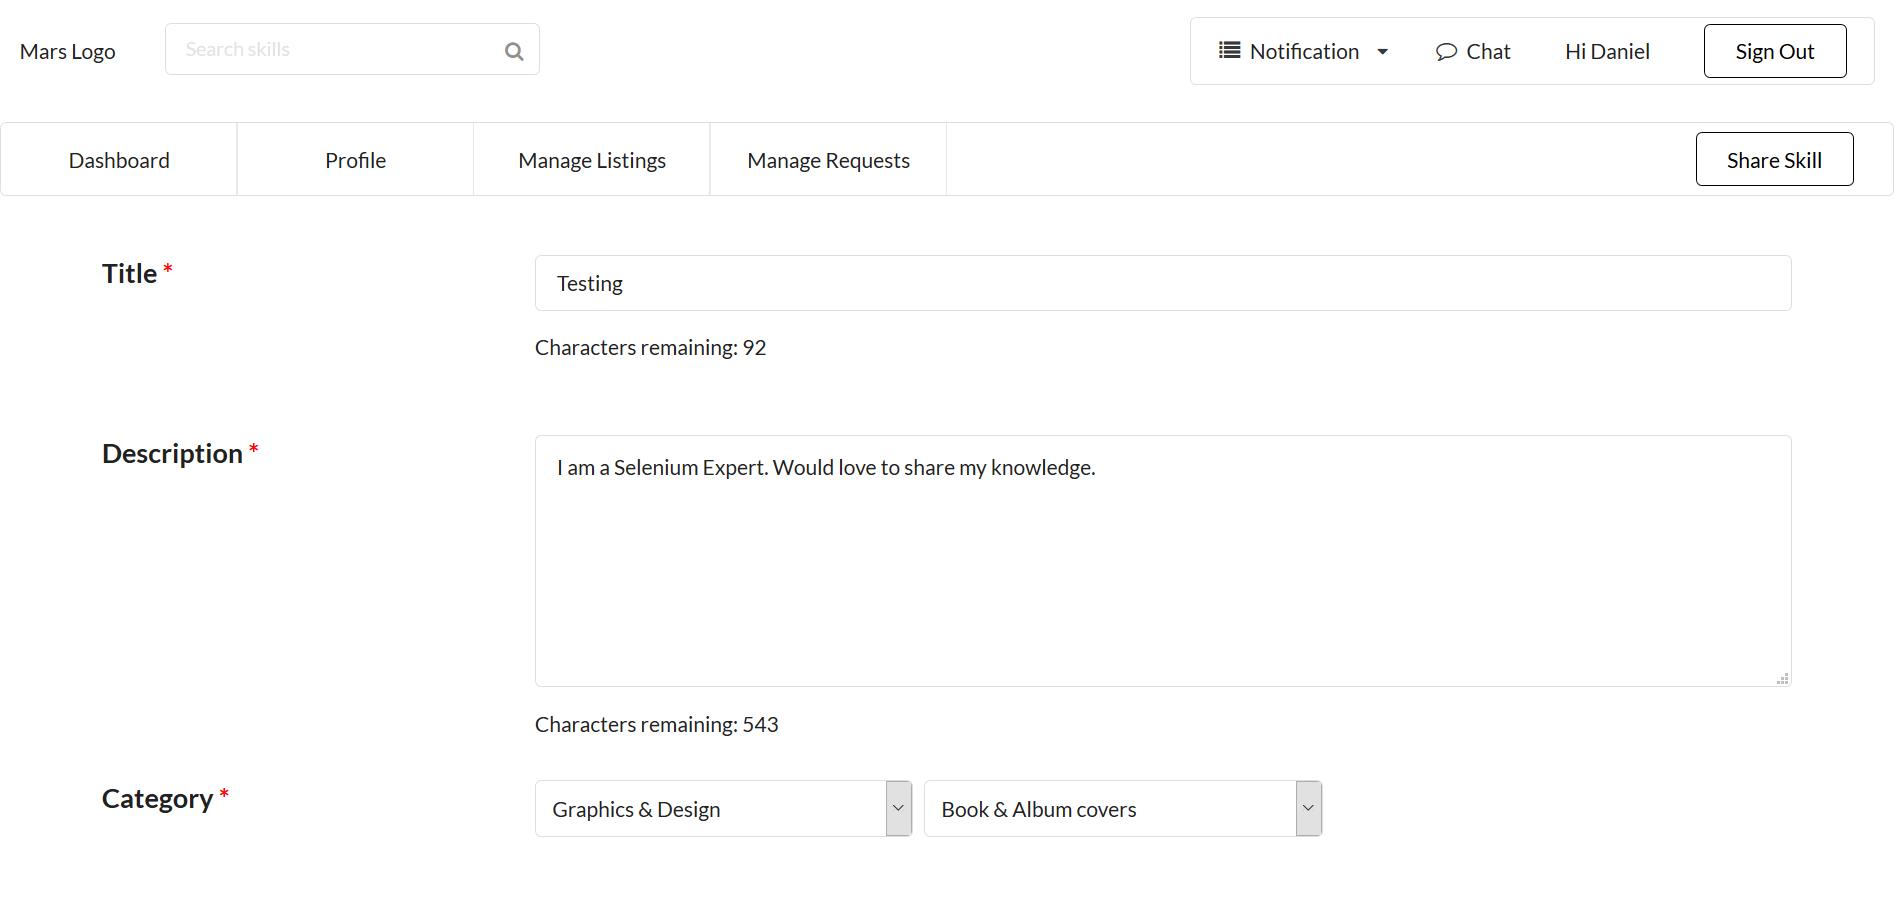 Mars Logo
Search skills
Notification
Chat
Hi Daniel
Sign Out
Dashboard
Profile
Manage Listings
Manage Requests
Share Skill
Title *
Testing
Characters remaining: 92
Description *
I am a Selenium Expert. Would love to share my knowledge.
Characters remaining: 543
Category *
Graphics & Design
Book & Album covers